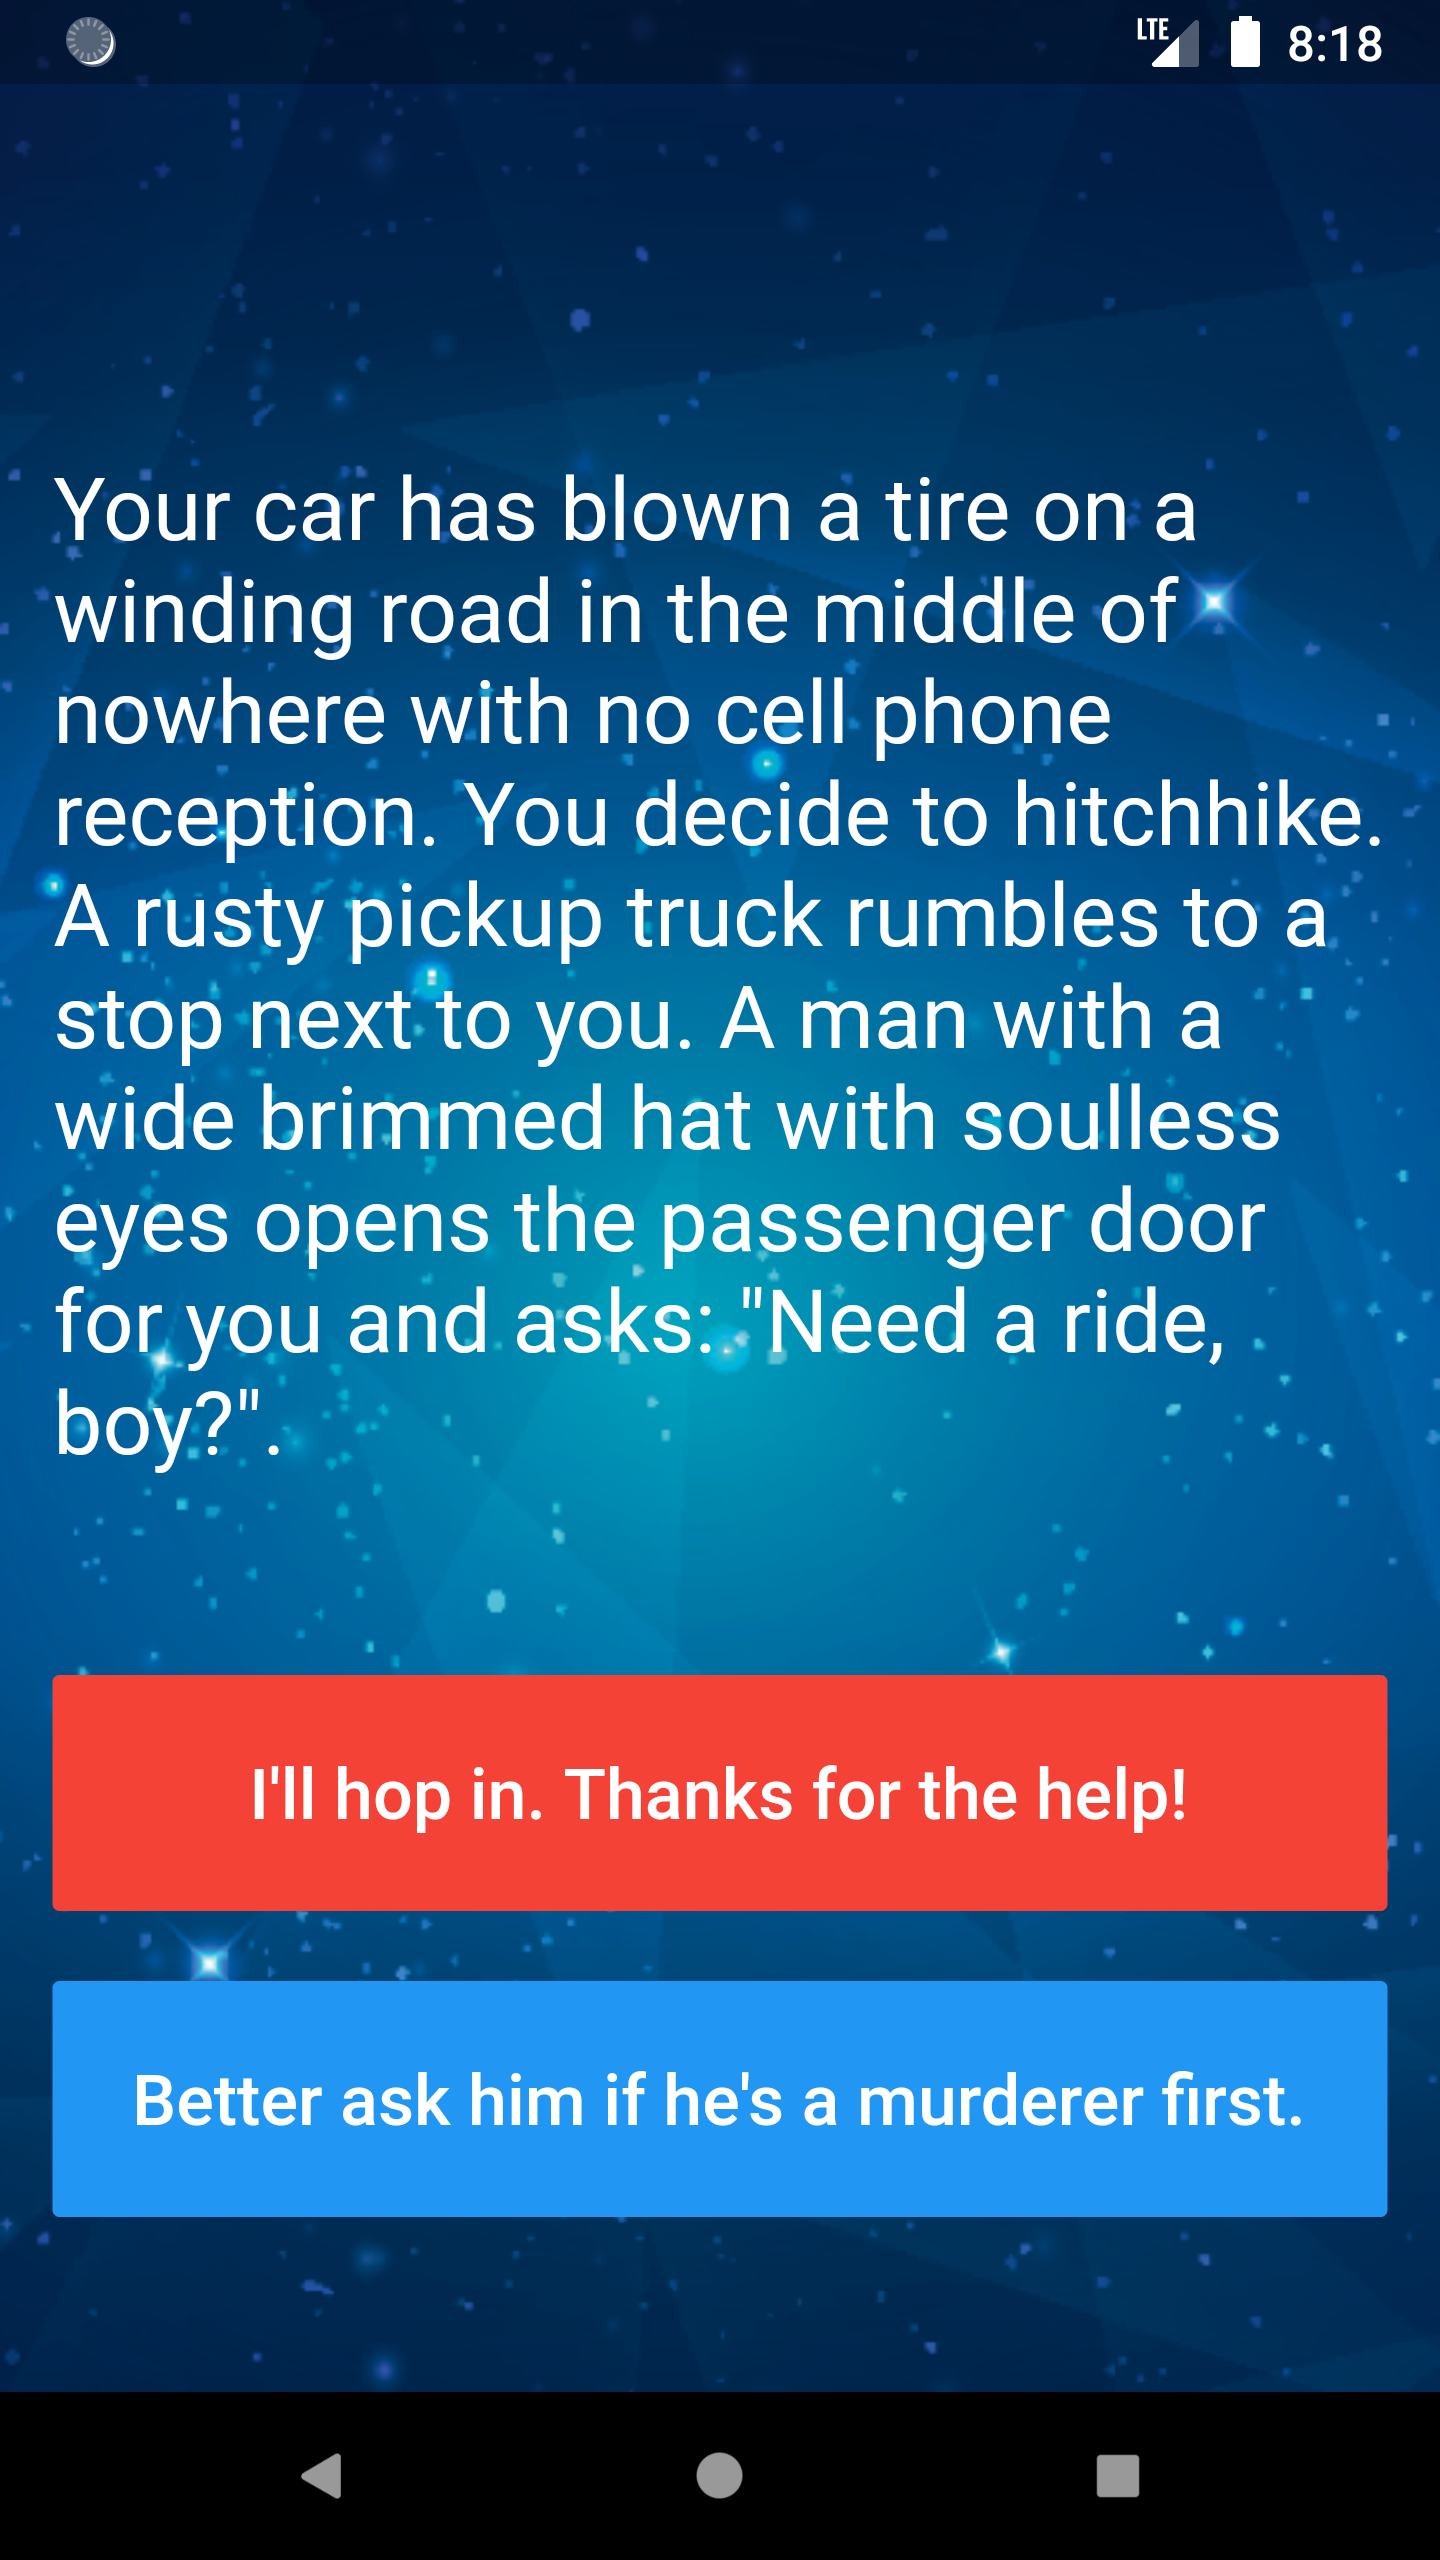 LTE 8:18
Your car has blown a tire on a
winding road in the middle of
nowhere with no cell phone
reception. You decide to hitchhike.
A rusty pickup truck rumbles to a
stop next to you. A man with a
wide brimmed hat with soulless
eyes opens the passenger door
for you and asks: "Need a ride,
boy?".
I'll hop in. Thanks for the help!
Better ask him if he's a murderer first.